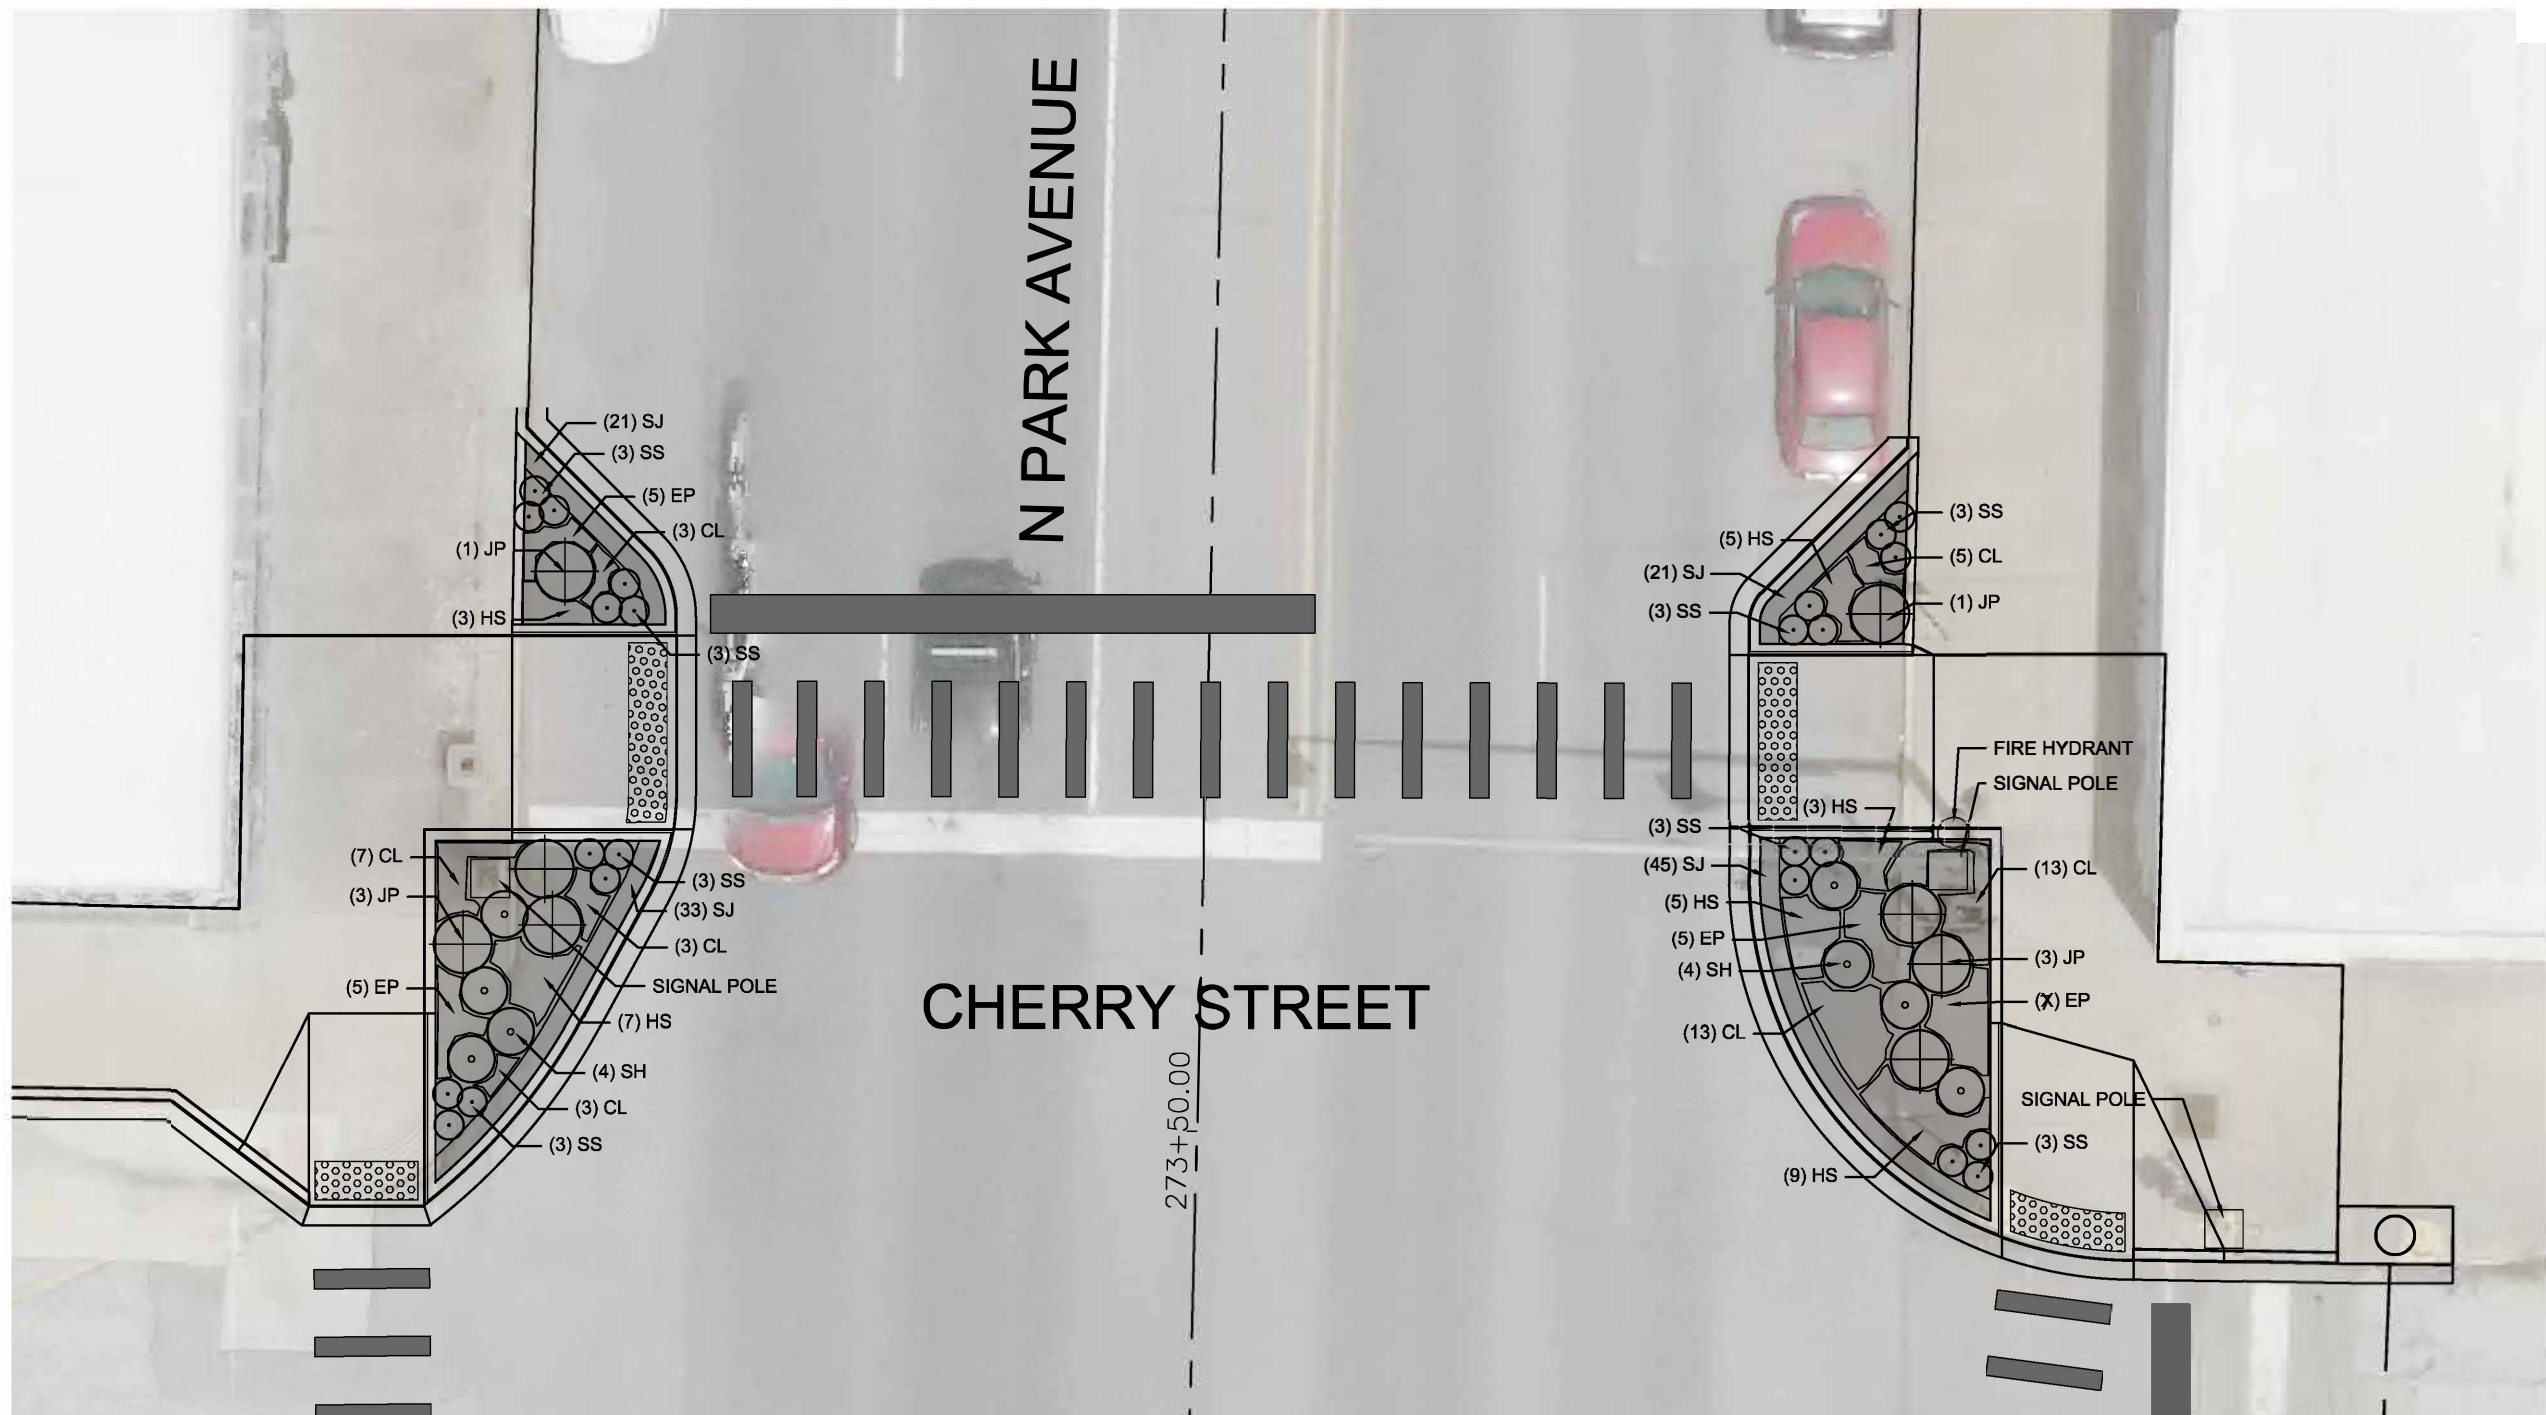 N PARK AVENUE
(21) SJ
(3) SS
(5) EP
(3) CL
(1) JP
(3) HS
(3) SS
(3) SS
(5) HS
(5) CL
(21) SJ
(1) JP
(3) SS
FIRE HYDRANT
SIGNAL POLE
(7) CL
(3) JP
(3) SS
(33) SJ
(3) CL
(5) EP
SIGNAL POLE
(7) HS
(4) SH
(3) CL
(3) SS
CHERRY STREET
273+50.00
(3) HS
(3) SS
(45) SJ
(13) CL
(5) HS
(5) EP
(3) JP
(4) SH
EP
(13) CL
SIGNAL POLE
(3) SS
(9) HS